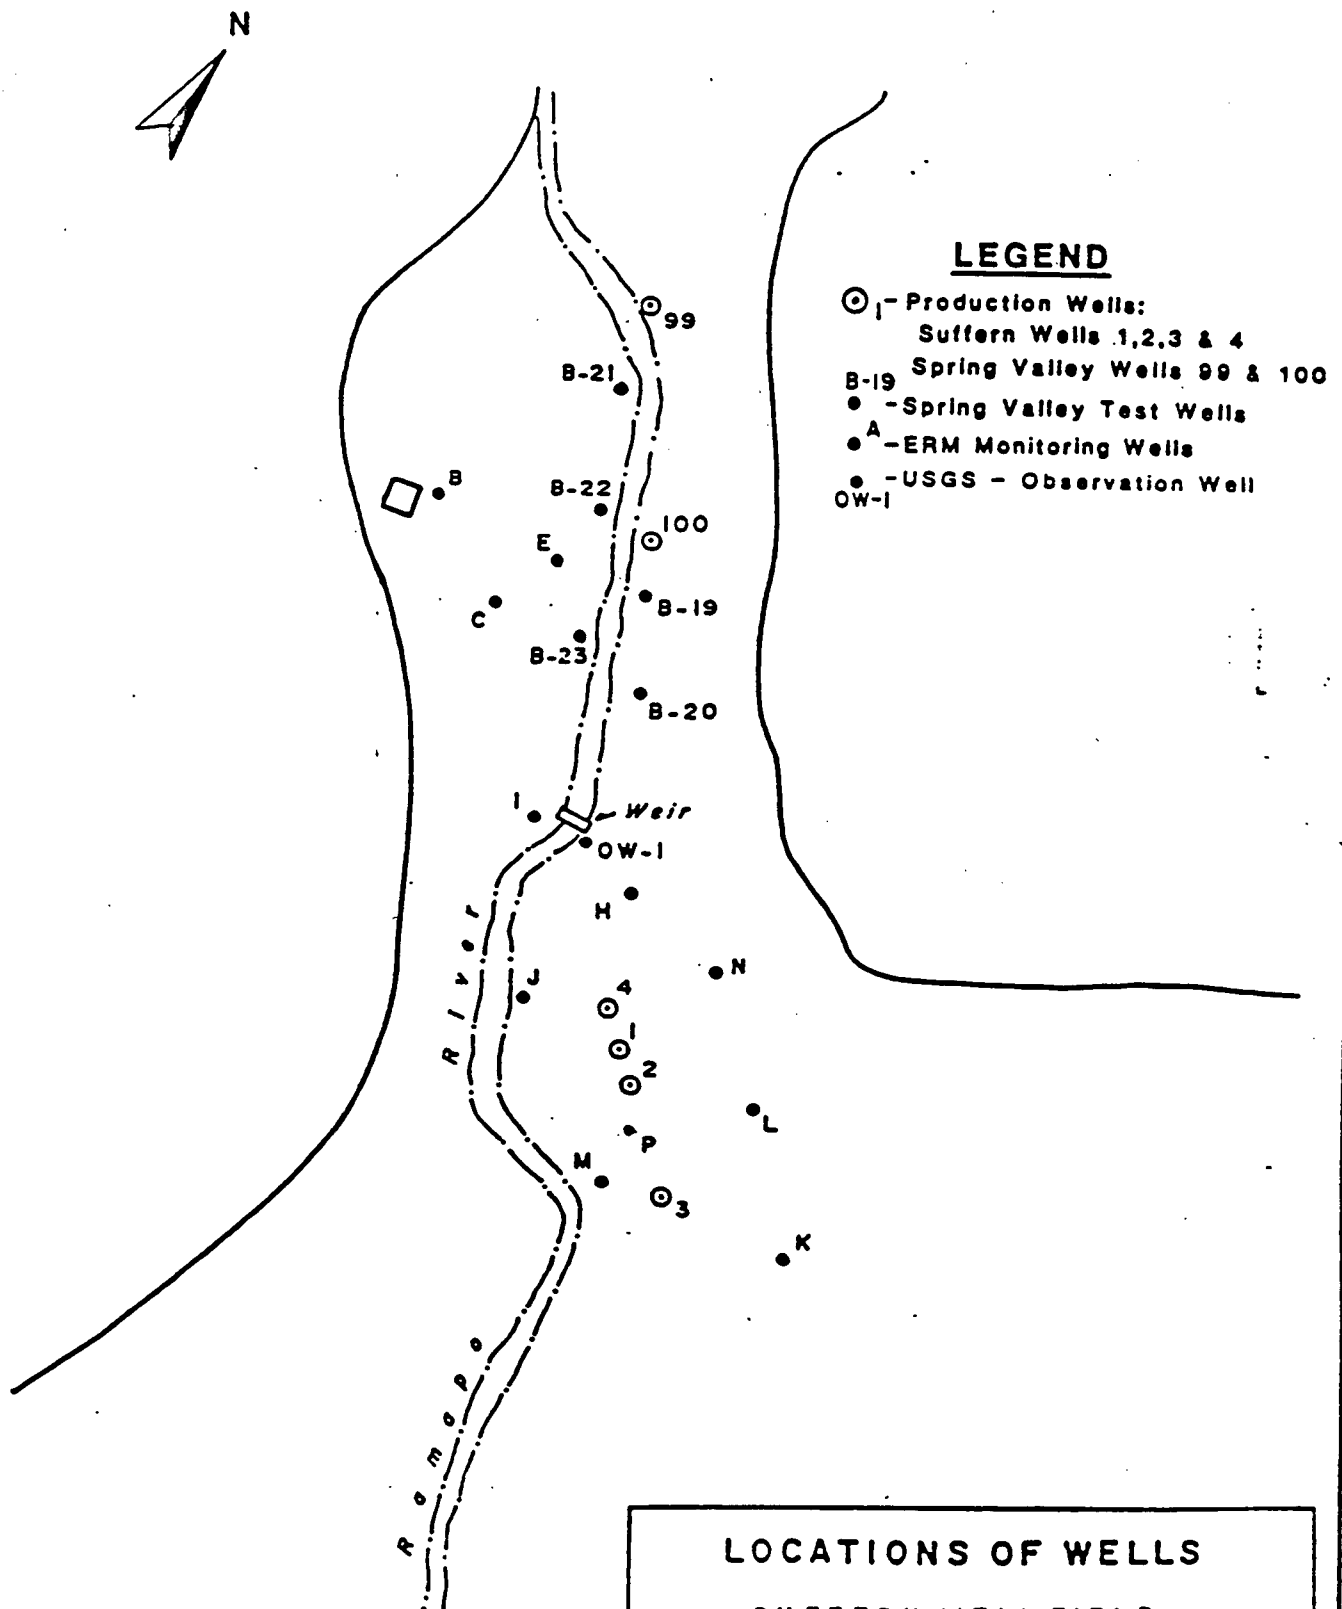 N
LEGEND
1 - Production Wells:
Suffern Wells 1,2,3 & 4
Spring Valley Wells 99 & 100
B-19
- Spring Valley Test Wells
A
- ERM Monitoring Wells
- USGS - Observation Well
OW-1
99
B-21
B
B-22
100
E
C
B-19
B-23
B-20
I
Weir
OW-1
H
N
J
4
1
2
L
P
M
3
K
Ramapo River
LOCATIONS OF WELLS